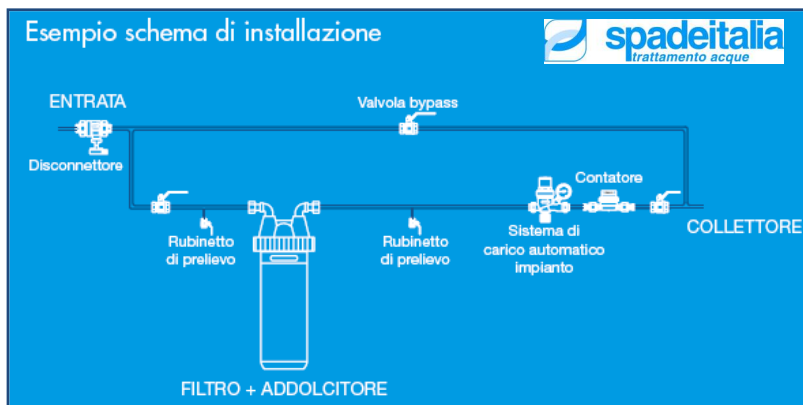 Esempio schema di installazione
spadeitalia
trattamento acque
ENTRATA
Valvola bypass
Disconnettore
Contatore
COLLETTORE
Rubinetto
di prelievo
Rubinetto
di prelievo
Sistema di
carico automatico
impianto
FILTRO + ADDOLCITORE